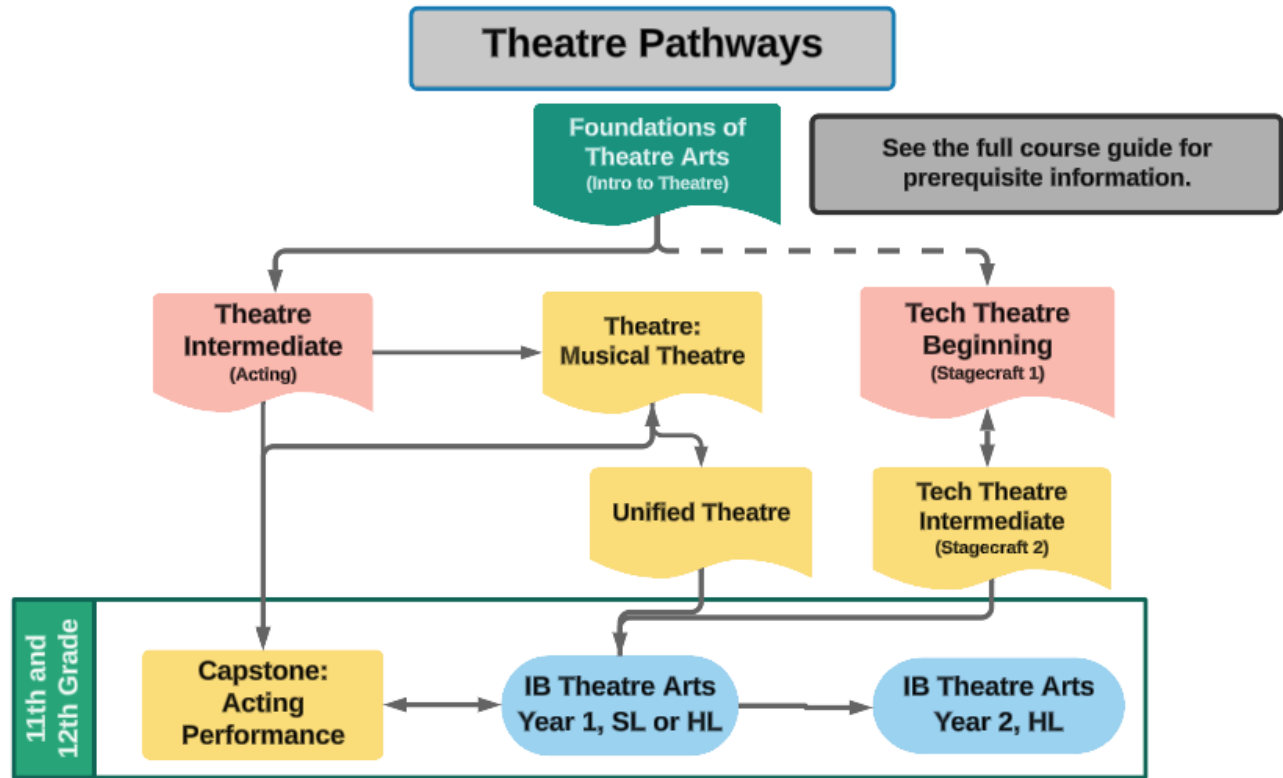 Theatre Pathways
Foundations of
Theatre Arts
(Intro to Theatre)
See the full course guide for
prerequisite information.
Theatre
Intermediate
(Acting)
Theatre:
Musical Theatre
Tech Theatre
Beginning
(Stagecraft 1)
Unified Theatre
Tech Theatre
Intermediate
(Stagecraft 2)
11th and
12th Grade
Capstone:
Acting
Performance
IB Theatre Arts
Year 1, SL or HL
IB Theatre Arts
Year 2, HL